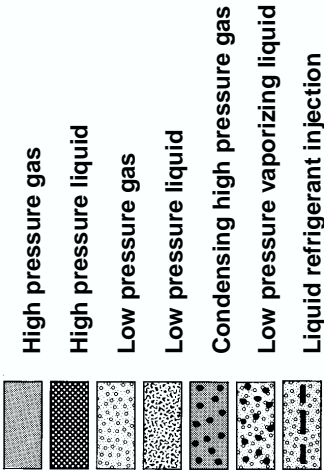 High pressure gas
High pressure liquid
Low pressure gas
Low pressure liquid
Condensing high pressure gas
Low pressure vaporizing liquid
Liquid refrigerant injection